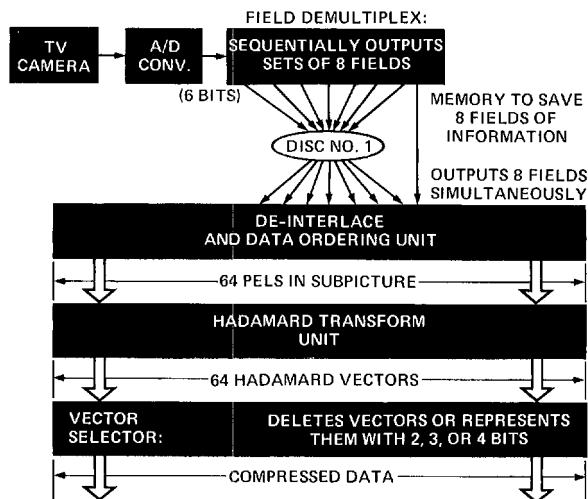 FIELD DEMULTIPLEX:
TV
CAMERA
A/D
CONV.
SEQUENTIALLY OUTPUTS
SETS OF 8 FIELDS
(6 BITS)
MEMORY TO SAVE
8 FIELDS OF
INFORMATION
DISC NO. 1
OUTPUTS 8 FIELDS
SIMULTANEOUSLY
DE-INTERLACE
AND DATA ORDERING UNIT
64 PELS IN SUBPICTURE
HADAMARD TRANSFORM
UNIT
64 HADAMARD VECTORS
VECTOR
SELECTOR:
DELETES VECTORS OR REPRESENTS
THEM WITH 2, 3, OR 4 BITS
COMPRESSED DATA